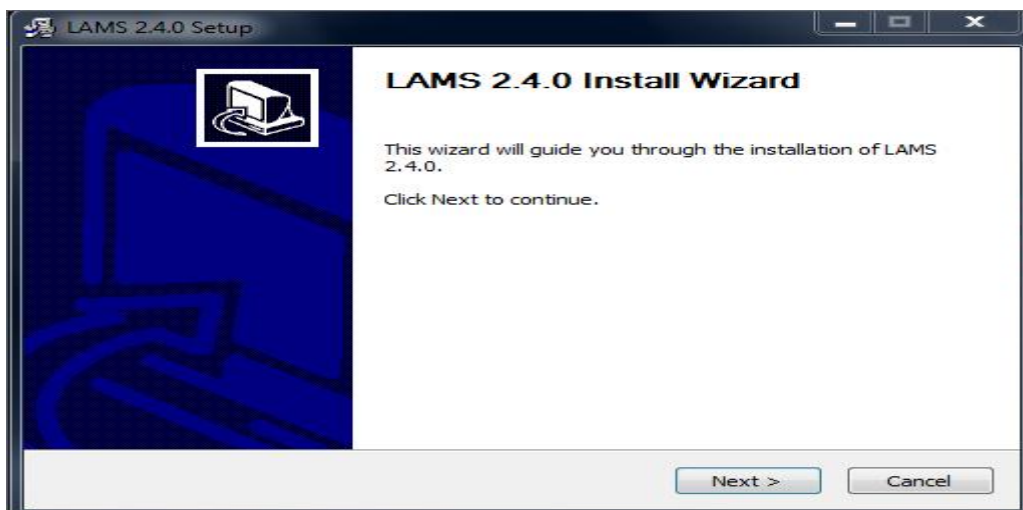 LAMS 2.4.0 Setup
LAMS 2.4.0 Install Wizard
This wizard will guide you through the installation of LAMS
2.4.0.
Click Next to continue.
Next >
Cancel